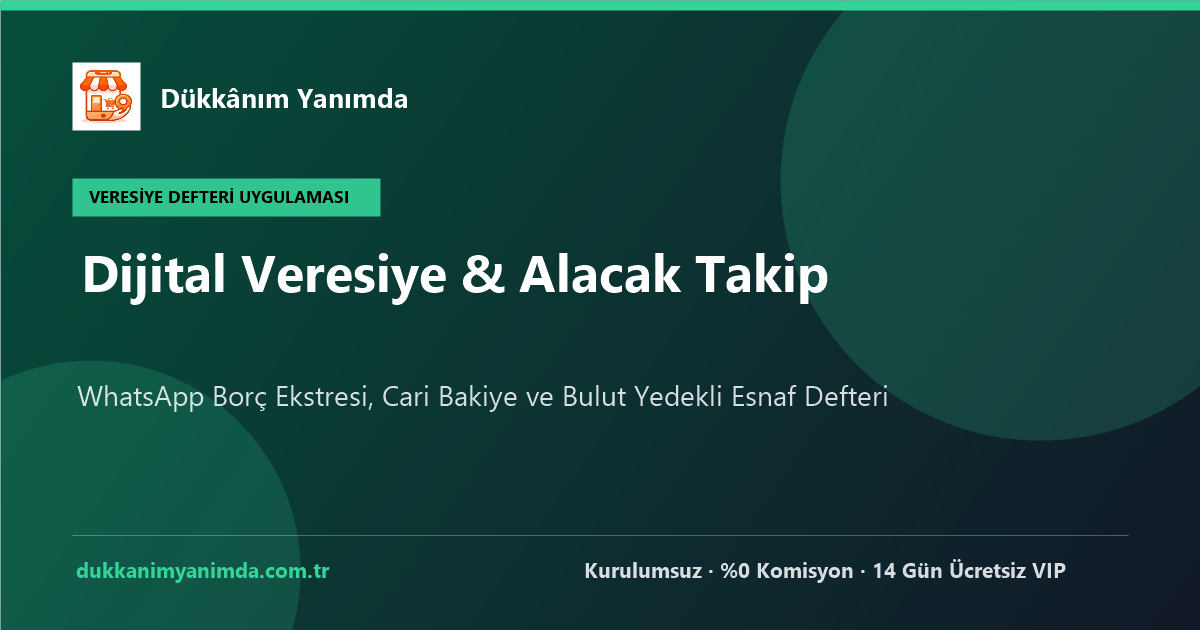 Dükkânım Yanımda
VERESİYE DEFTERİ UYGULAMASI
Dijital Veresiye & Alacak Takip
WhatsApp Borç Ekstresi, Cari Bakiye ve Bulut Yedekli Esnaf Defteri
dukkanimyanimda.com.tr
Kurulumsuz · %0 Komisyon · 14 Gün Ücretsiz VIP